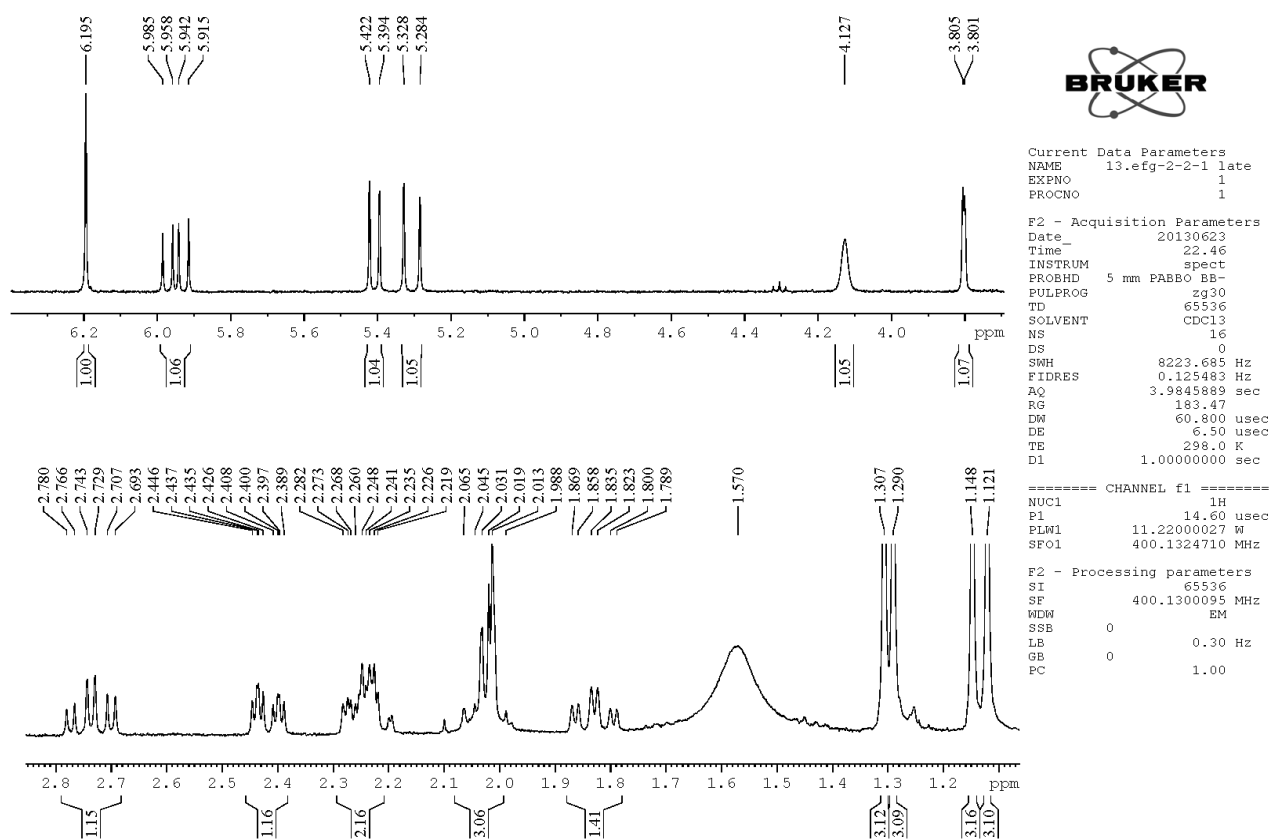 6.195
5.985
5.958
5.942
5.915
5.422
5.394
5.328
5.284
4.127
3.805
3.801
6.2 6.0 5.8 5.6 5.4 5.2 5.0 4.8 4.6 4.4 4.2 4.0 ppm
1.00 1.06 1.04 1.05 1.05 1.07
2.780
2.766
2.743
2.729
2.707
2.693
2.446
2.437
2.435
2.426
2.408
2.400
2.397
2.389
2.282
2.273
2.268
2.260
2.248
2.241
2.235
2.226
2.219
2.065
2.045
2.031
2.019
2.013
1.988
1.869
1.858
1.835
1.823
1.800
1.789
1.570
1.307
1.290
1.148
1.121
2.8 2.7 2.6 2.5 2.4 2.3 2.2 2.1 2.0 1.9 1.8 1.7 1.6 1.5 1.4 1.3 1.2 ppm
1.15 1.16 2.16 3.06 1.41 3.12 3.09 3.16 3.10
BRUKER
Current Data Parameters
NAME 13.efg-2-2-1 late
EXPNO 1
PROCNO 1
F2 - Acquisition Parameters
Date_ 20130623
Time 22.46
INSTRUM spect
PROBHD 5 mm PABBO BB-
PULPROG zg30
TD 65536
SOLVENT CDCl3
NS 16
DS 0
SWH 8223.685 Hz
FIDRES 0.125483 Hz
AQ 3.9845889 sec
RG 183.47
DW 60.800 usec
DE 6.50 usec
TE 298.0 K
D1 1.00000000 sec
======== CHANNEL f1 ========
NUC1 1H
P1 14.60 usec
PLW1 11.22000027 W
SFO1 400.1324710 MHz
F2 - Processing parameters
SI 65536
SF 400.1300095 MHz
WDW EM
SSB 0
LB 0.30 Hz
GB 0
PC 1.00